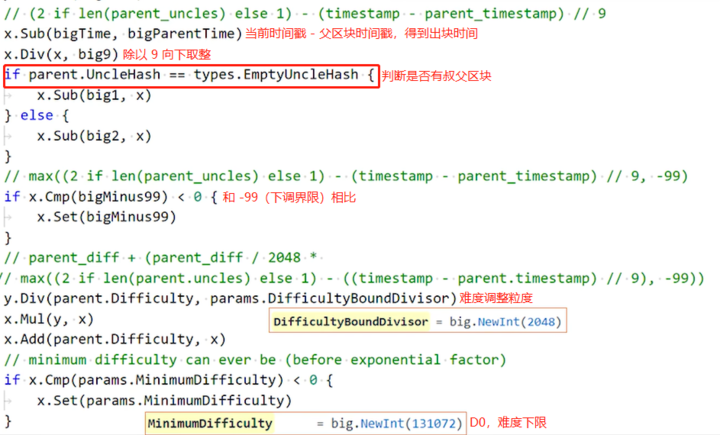 // (2 if len(parent_uncles) else 1) - (timestamp - parent_timestamp) // 9
x.Sub(bigTime, bigParentTime) 当前时间戳 - 父区块时间戳，得到出块时间
x.Div(x, big9) 除以 9 向下取整
if parent.UncleHash == types.EmptyUncleHash { 判断是否有叔父区块
x.Sub(big1, x)
} else {
x.Sub(big2, x)
}
// max((2 if len(parent_uncles) else 1) - (timestamp - parent_timestamp) // 9, -99)
if x.Cmp(bigMinus99) < 0 { 和 -99（下调界限）相比
x.Set(bigMinus99)
}
// parent_diff + (parent_diff / 2048 *
// max((2 if len(parent.uncles) else 1) - ((timestamp - parent.timestamp) // 9), -99))
y.Div(parent.Difficulty, params.DifficultyBoundDivisor) 难度调整粒度
x.Mul(y, x) DifficultyBoundDivisor = big.NewInt(2048)
x.Add(parent.Difficulty, x)
// minimum difficulty can ever be (before exponential factor)
if x.Cmp(params.MinimumDifficulty) < 0 {
x.Set(params.MinimumDifficulty)
} MinimumDifficulty = big.NewInt(131072) D0，难度下限